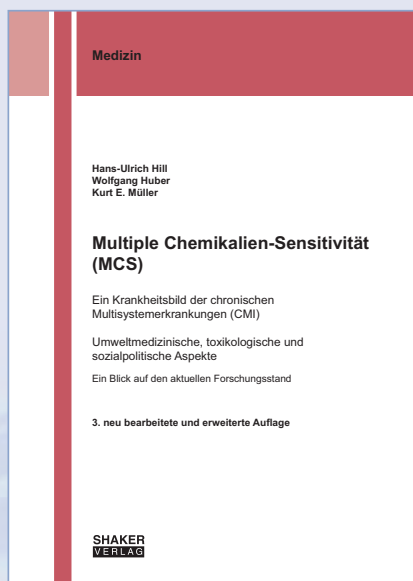 Medizin
Hans-Ulrich Hill
Wolfgang Huber
Kurt E. Müller
Multiple Chemikalien-Sensitivität
(MCS)
Ein Krankheitsbild der chronischen
Multisystemerkrankungen (CMI)
Umweltmedizinische, toxikologische und
sozialpolitische Aspekte
Ein Blick auf den aktuellen Forschungsstand
3. neu bearbeitete und erweiterte Auflage
SHAKER
VERLAG